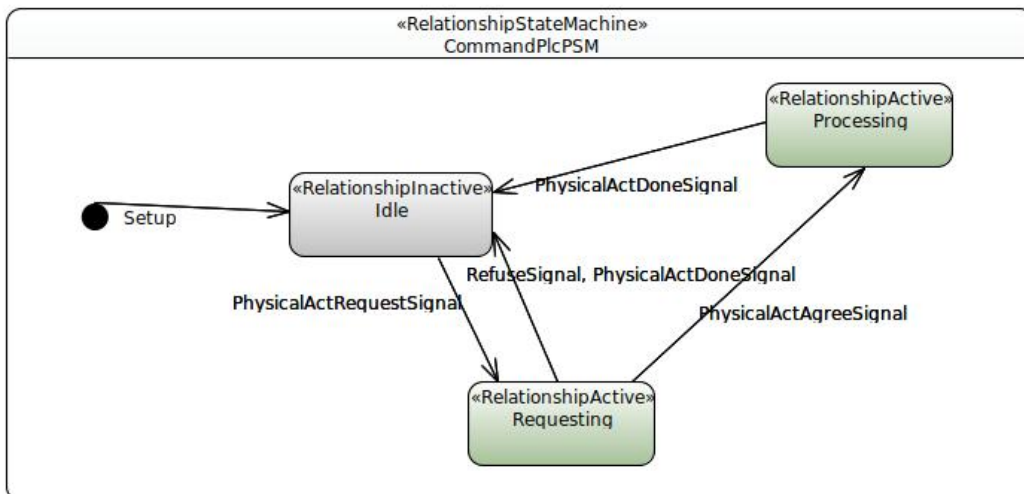 «RelationshipStateMachine»
CommandPlcPSM
«RelationshipActive»
Processing
«RelationshipInactive»
Idle
PhysicalActDoneSignal
Setup
RefuseSignal, PhysicalActDoneSignal
PhysicalActRequestSignal
PhysicalActAgreeSignal
«RelationshipActive»
Requesting